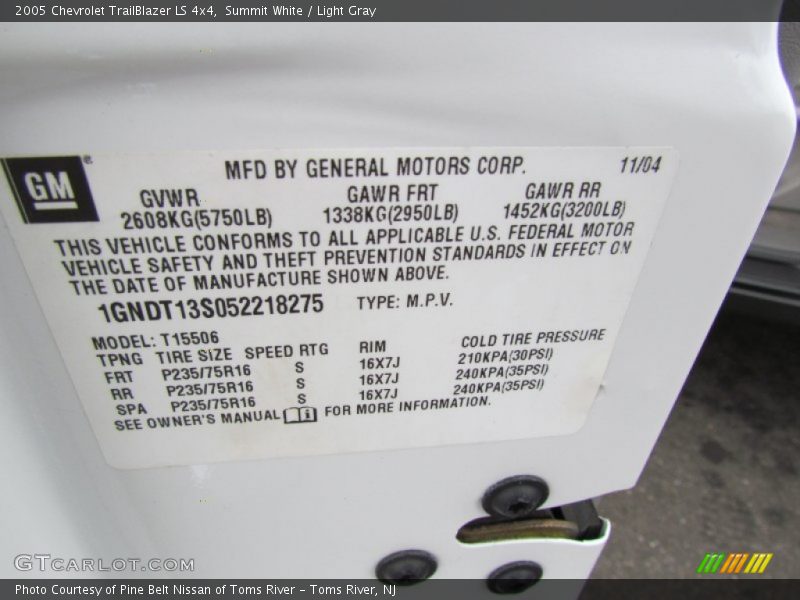 2005 Chevrolet TrailBlazer LS 4x4,  Summit White / Light Gray
GM®
MFD BY GENERAL MOTORS CORP. 11/04
GVWR GAWR FRT GAWR RR
2608KG(5750LB) 1338KG(2950LB) 1452KG(3200LB)
THIS VEHICLE CONFORMS TO ALL APPLICABLE U.S. FEDERAL MOTOR
VEHICLE SAFETY AND THEFT PREVENTION STANDARDS IN EFFECT ON
THE DATE OF MANUFACTURE SHOWN ABOVE.
1GNDT13S052218275 TYPE: M.P.V.
MODEL: T15506
TPNG TIRE SIZE SPEED RTG RIM COLD TIRE PRESSURE
FRT P235/75R16 S 16X7J 210KPA(30PSI)
RR P235/75R16 S 16X7J 240KPA(35PSI)
SPA P235/75R16 S 16X7J 240KPA(35PSI)
SEE OWNER'S MANUAL FOR MORE INFORMATION.
GTCARLOT.COM
Photo Courtesy of Pine Belt Nissan of Toms River – Toms River, NJ